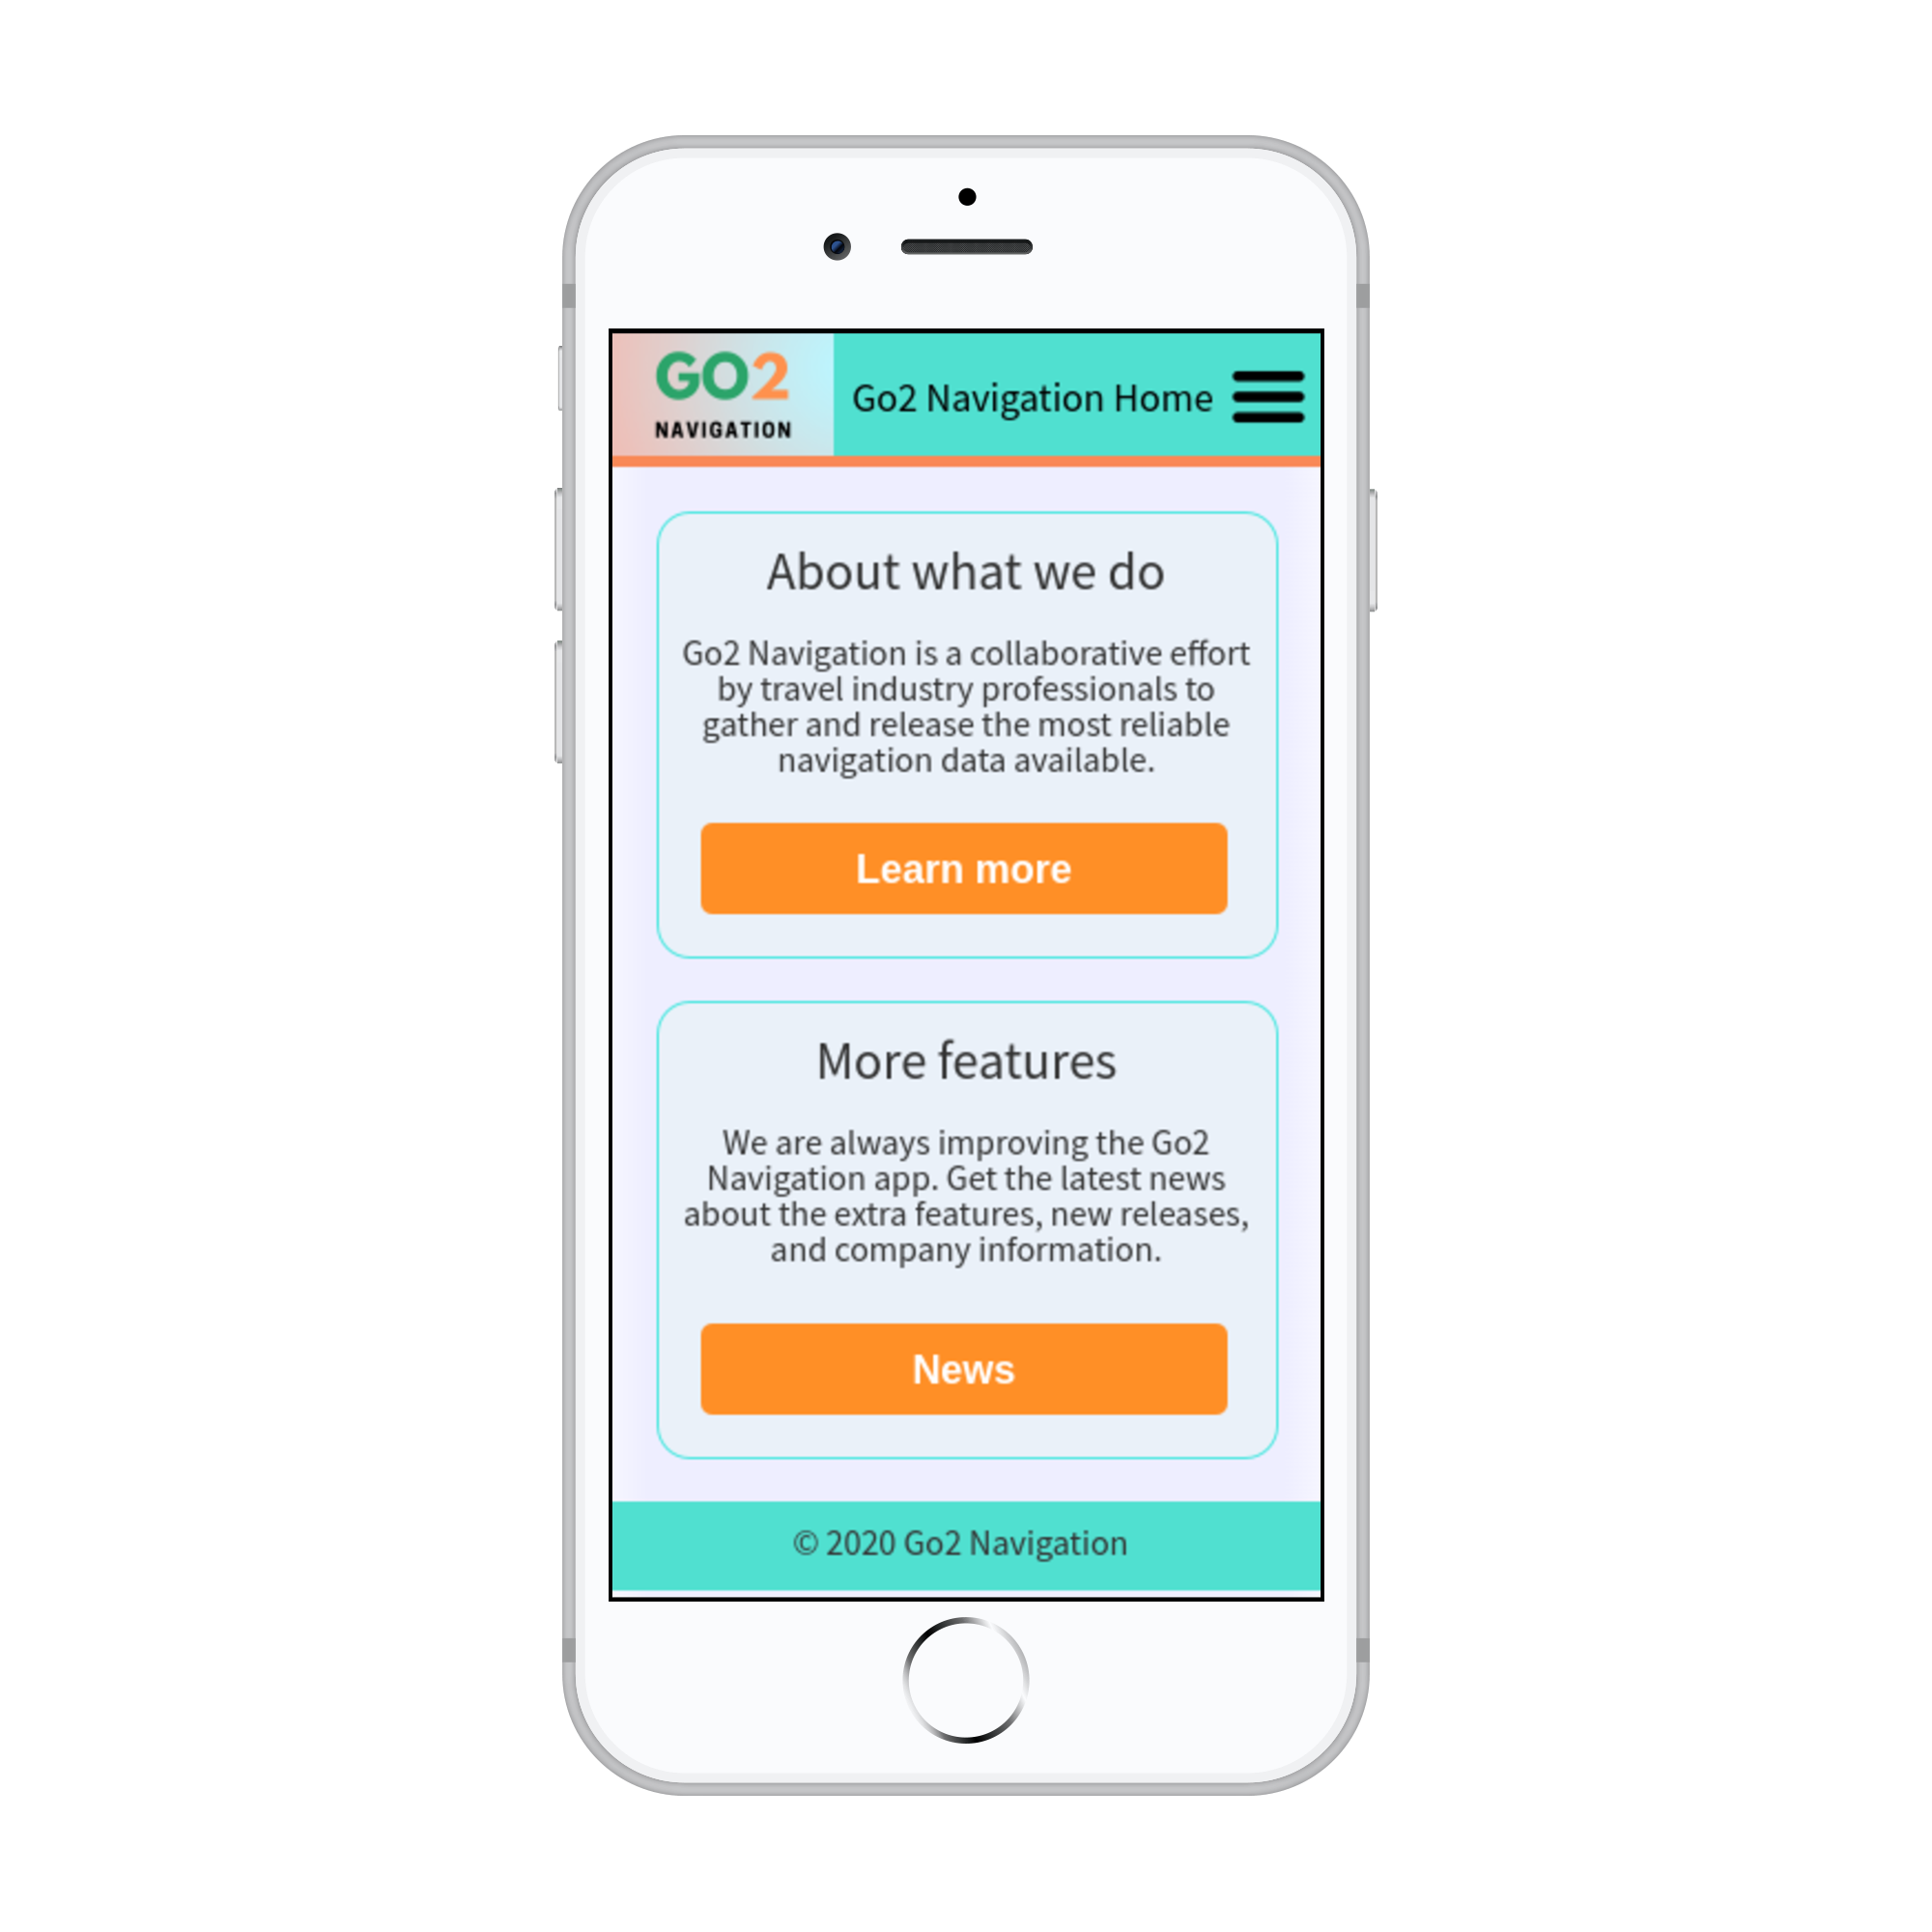 GO2
NAVIGATION
Go2 Navigation Home
About what we do
Go2 Navigation is a collaborative effort
by travel industry professionals to
gather and release the most reliable
navigation data available.
Learn more
More features
We are always improving the Go2
Navigation app. Get the latest news
about the extra features, new releases,
and company information.
News
© 2020 Go2 Navigation